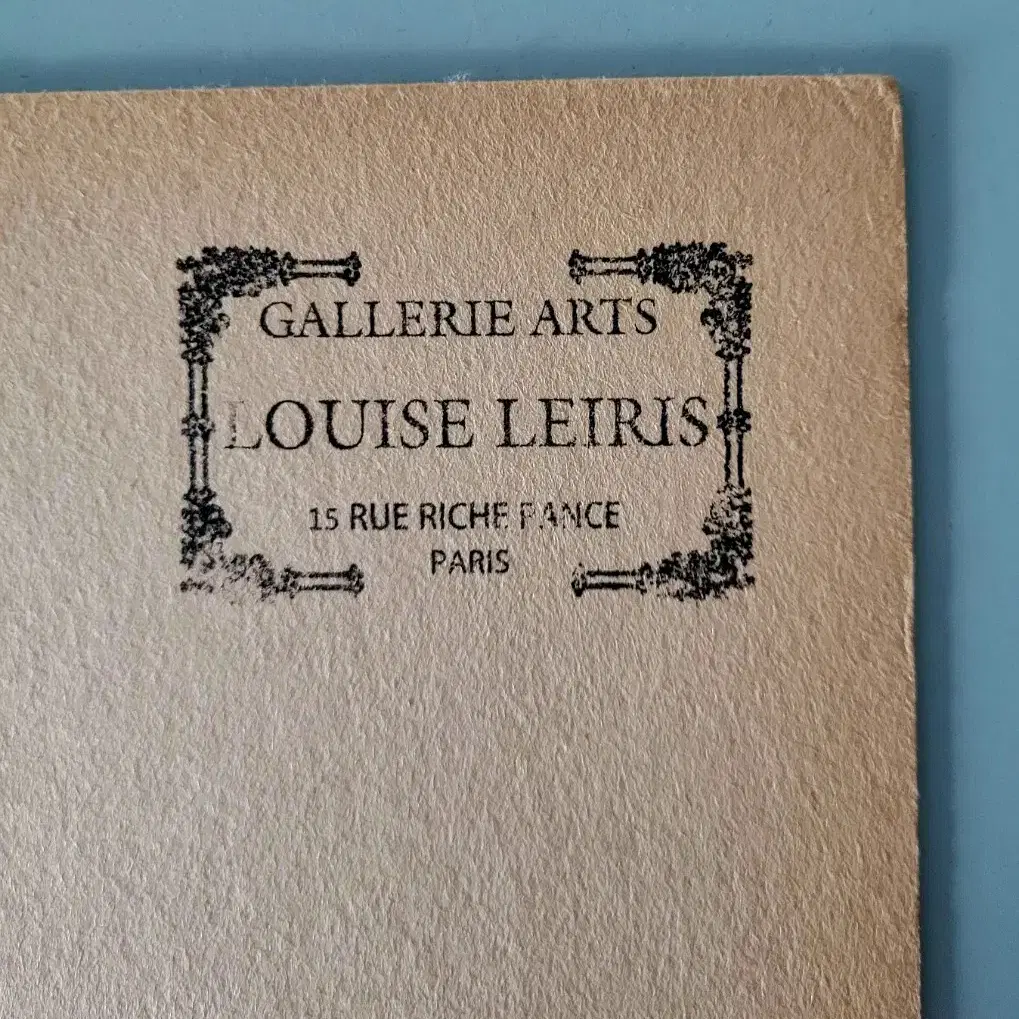 GALLERIE ARTS
LOUISE LEIRIS
15 RUE RICHE PANCE
PARIS